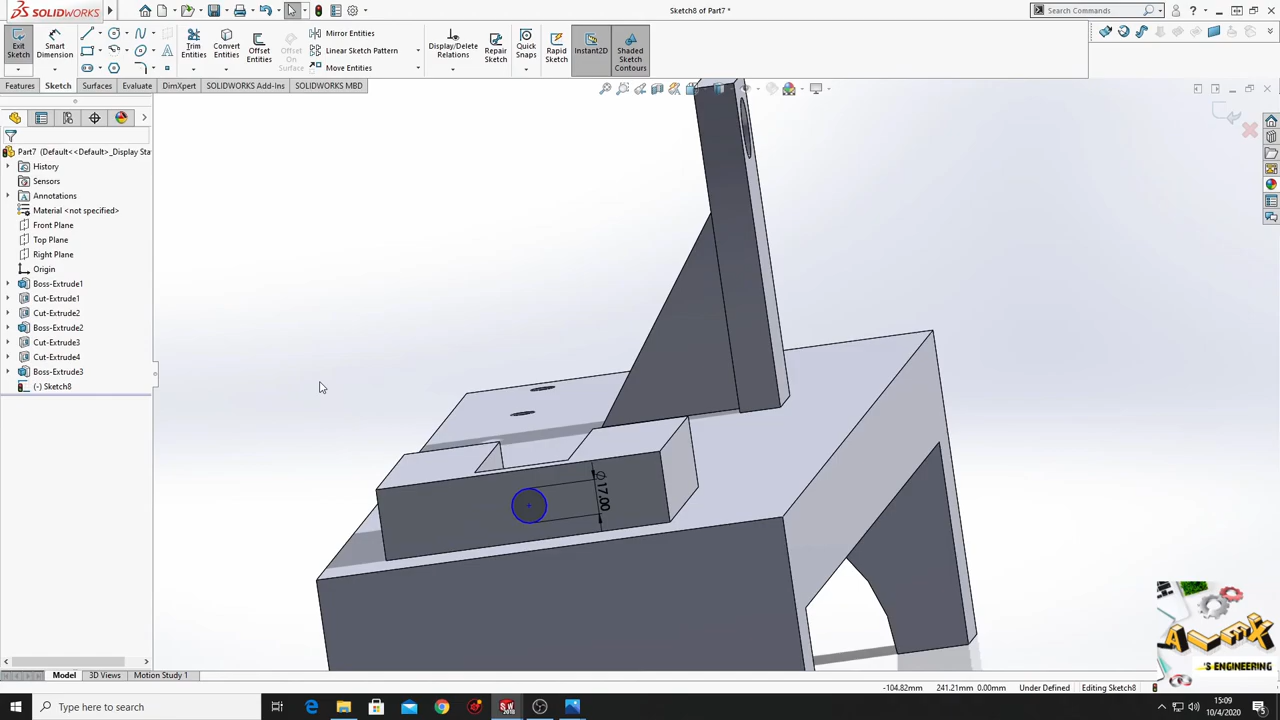 SOLIDWORKS
Sketch8 of Part7 *
Search Commands
Exit Sketch
Smart Dimension
Trim Entities
Convert Entities
Offset Entities
Offset On Surface
Mirror Entities
Linear Sketch Pattern
Move Entities
Display/Delete Relations
Repair Sketch
Quick Snaps
Rapid Sketch
Instant2D
Shaded Sketch Contours
Features
Sketch
Surfaces
Evaluate
DimXpert
SOLIDWORKS Add-Ins
SOLIDWORKS MBD
Part7 (Default<<Default>_Display Sta
History
Sensors
Annotations
Material <not specified>
Front Plane
Top Plane
Right Plane
Origin
Boss-Extrude1
Cut-Extrude1
Cut-Extrude2
Boss-Extrude2
Cut-Extrude3
Cut-Extrude4
Boss-Extrude3
(-) Sketch8
Ø17.00
ALMX
'S ENGINEERING
Model
3D Views
Motion Study 1
-104.82mm
241.21mm
0.00mm
Under Defined
Editing Sketch8
Type here to search
SW
2018
15:09
10/4/2020
5